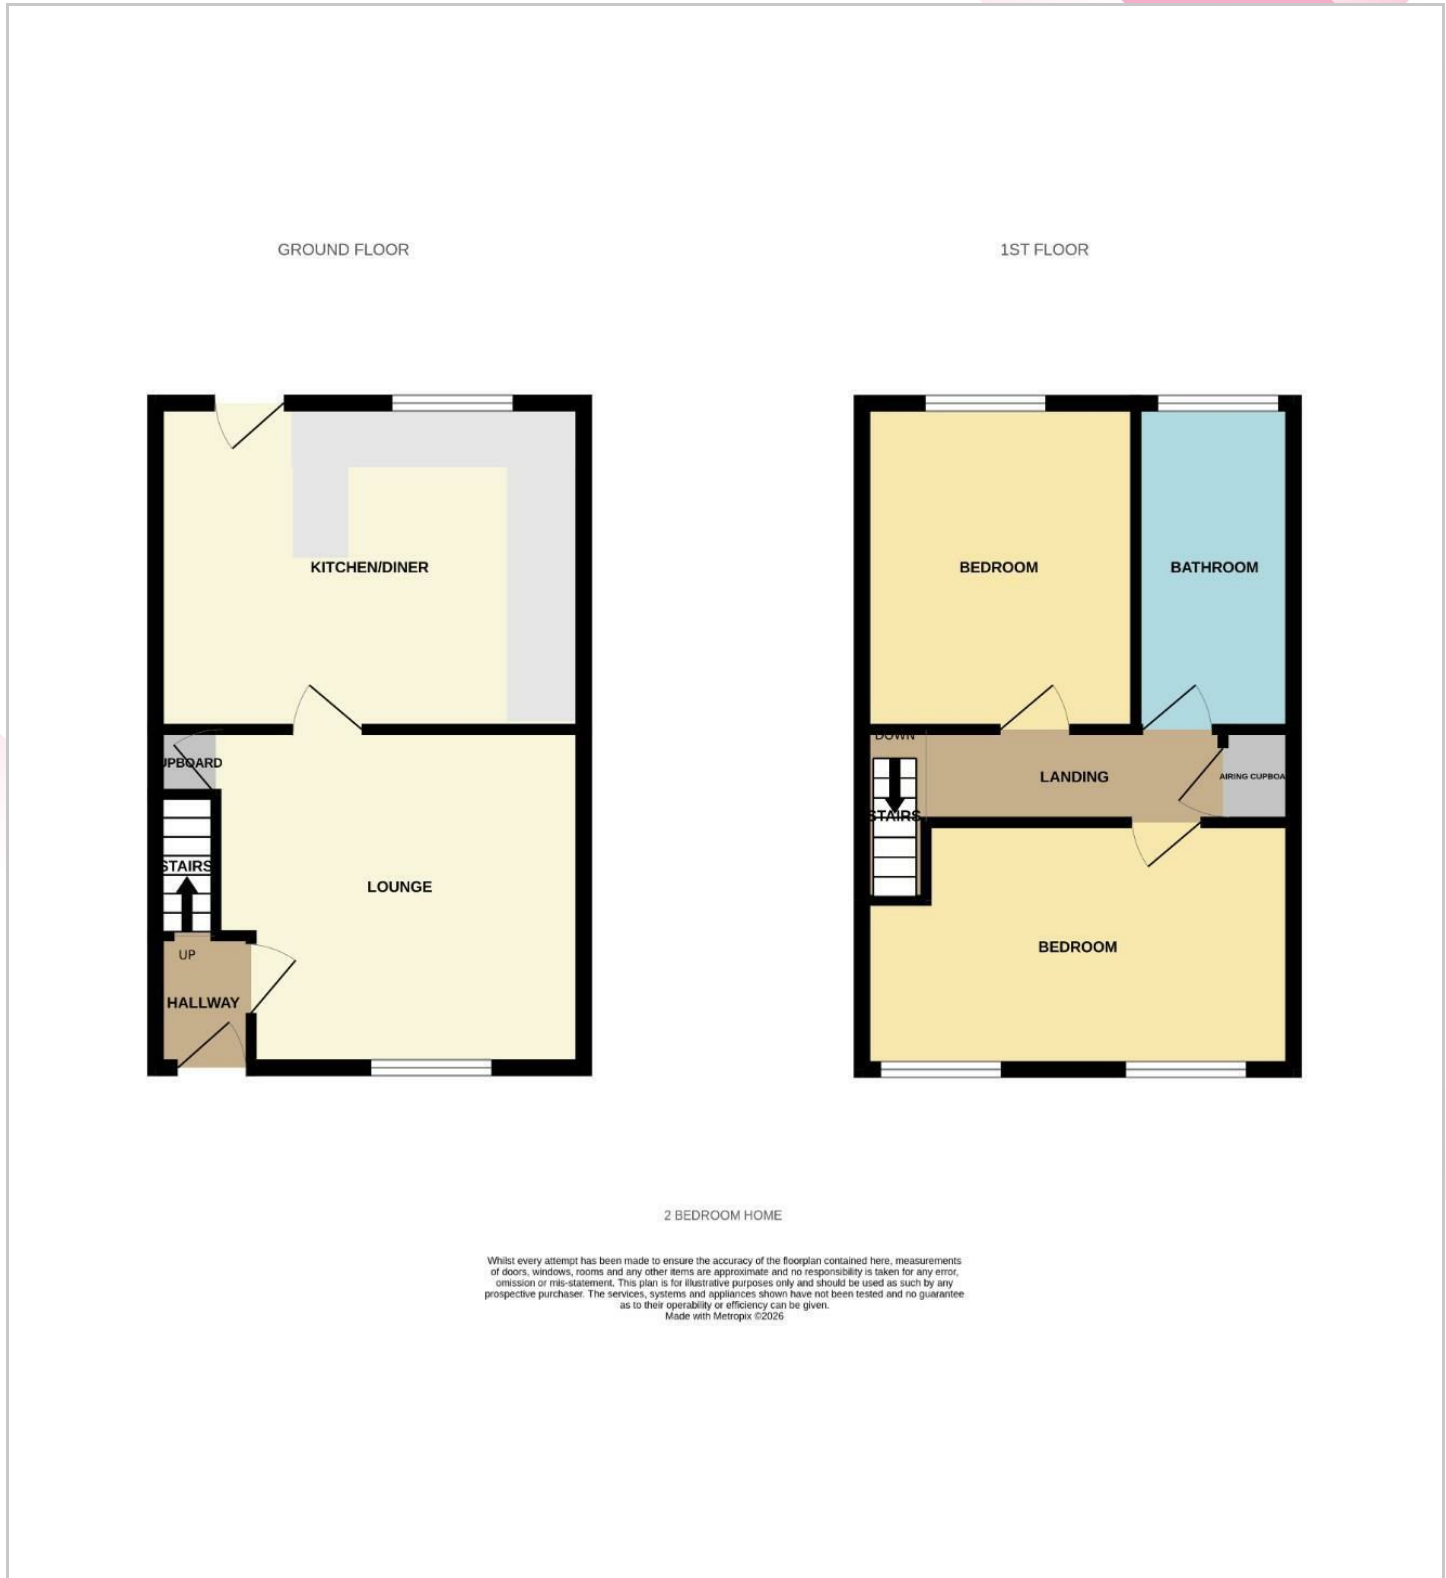 GROUND FLOOR
1ST FLOOR
KITCHEN/DINER
UPBOARD
STAIRS
LOUNGE
UP
HALLWAY
BEDROOM
BATHROOM
DOWN
LANDING
AIRING CUPBOA
STAIRS
BEDROOM
2 BEDROOM HOME
Whilst every attempt has been made to ensure the accuracy of the floorplan contained here, measurements
of doors, windows, rooms and any other items are approximate and no responsibility is taken for any error,
omission or mis-statement. This plan is for illustrative purposes only and should be used as such by any
prospective purchaser. The services, systems and appliances shown have not been tested and no guarantee
as to their operability or efficiency can be given.
Made with Metropix ©2026